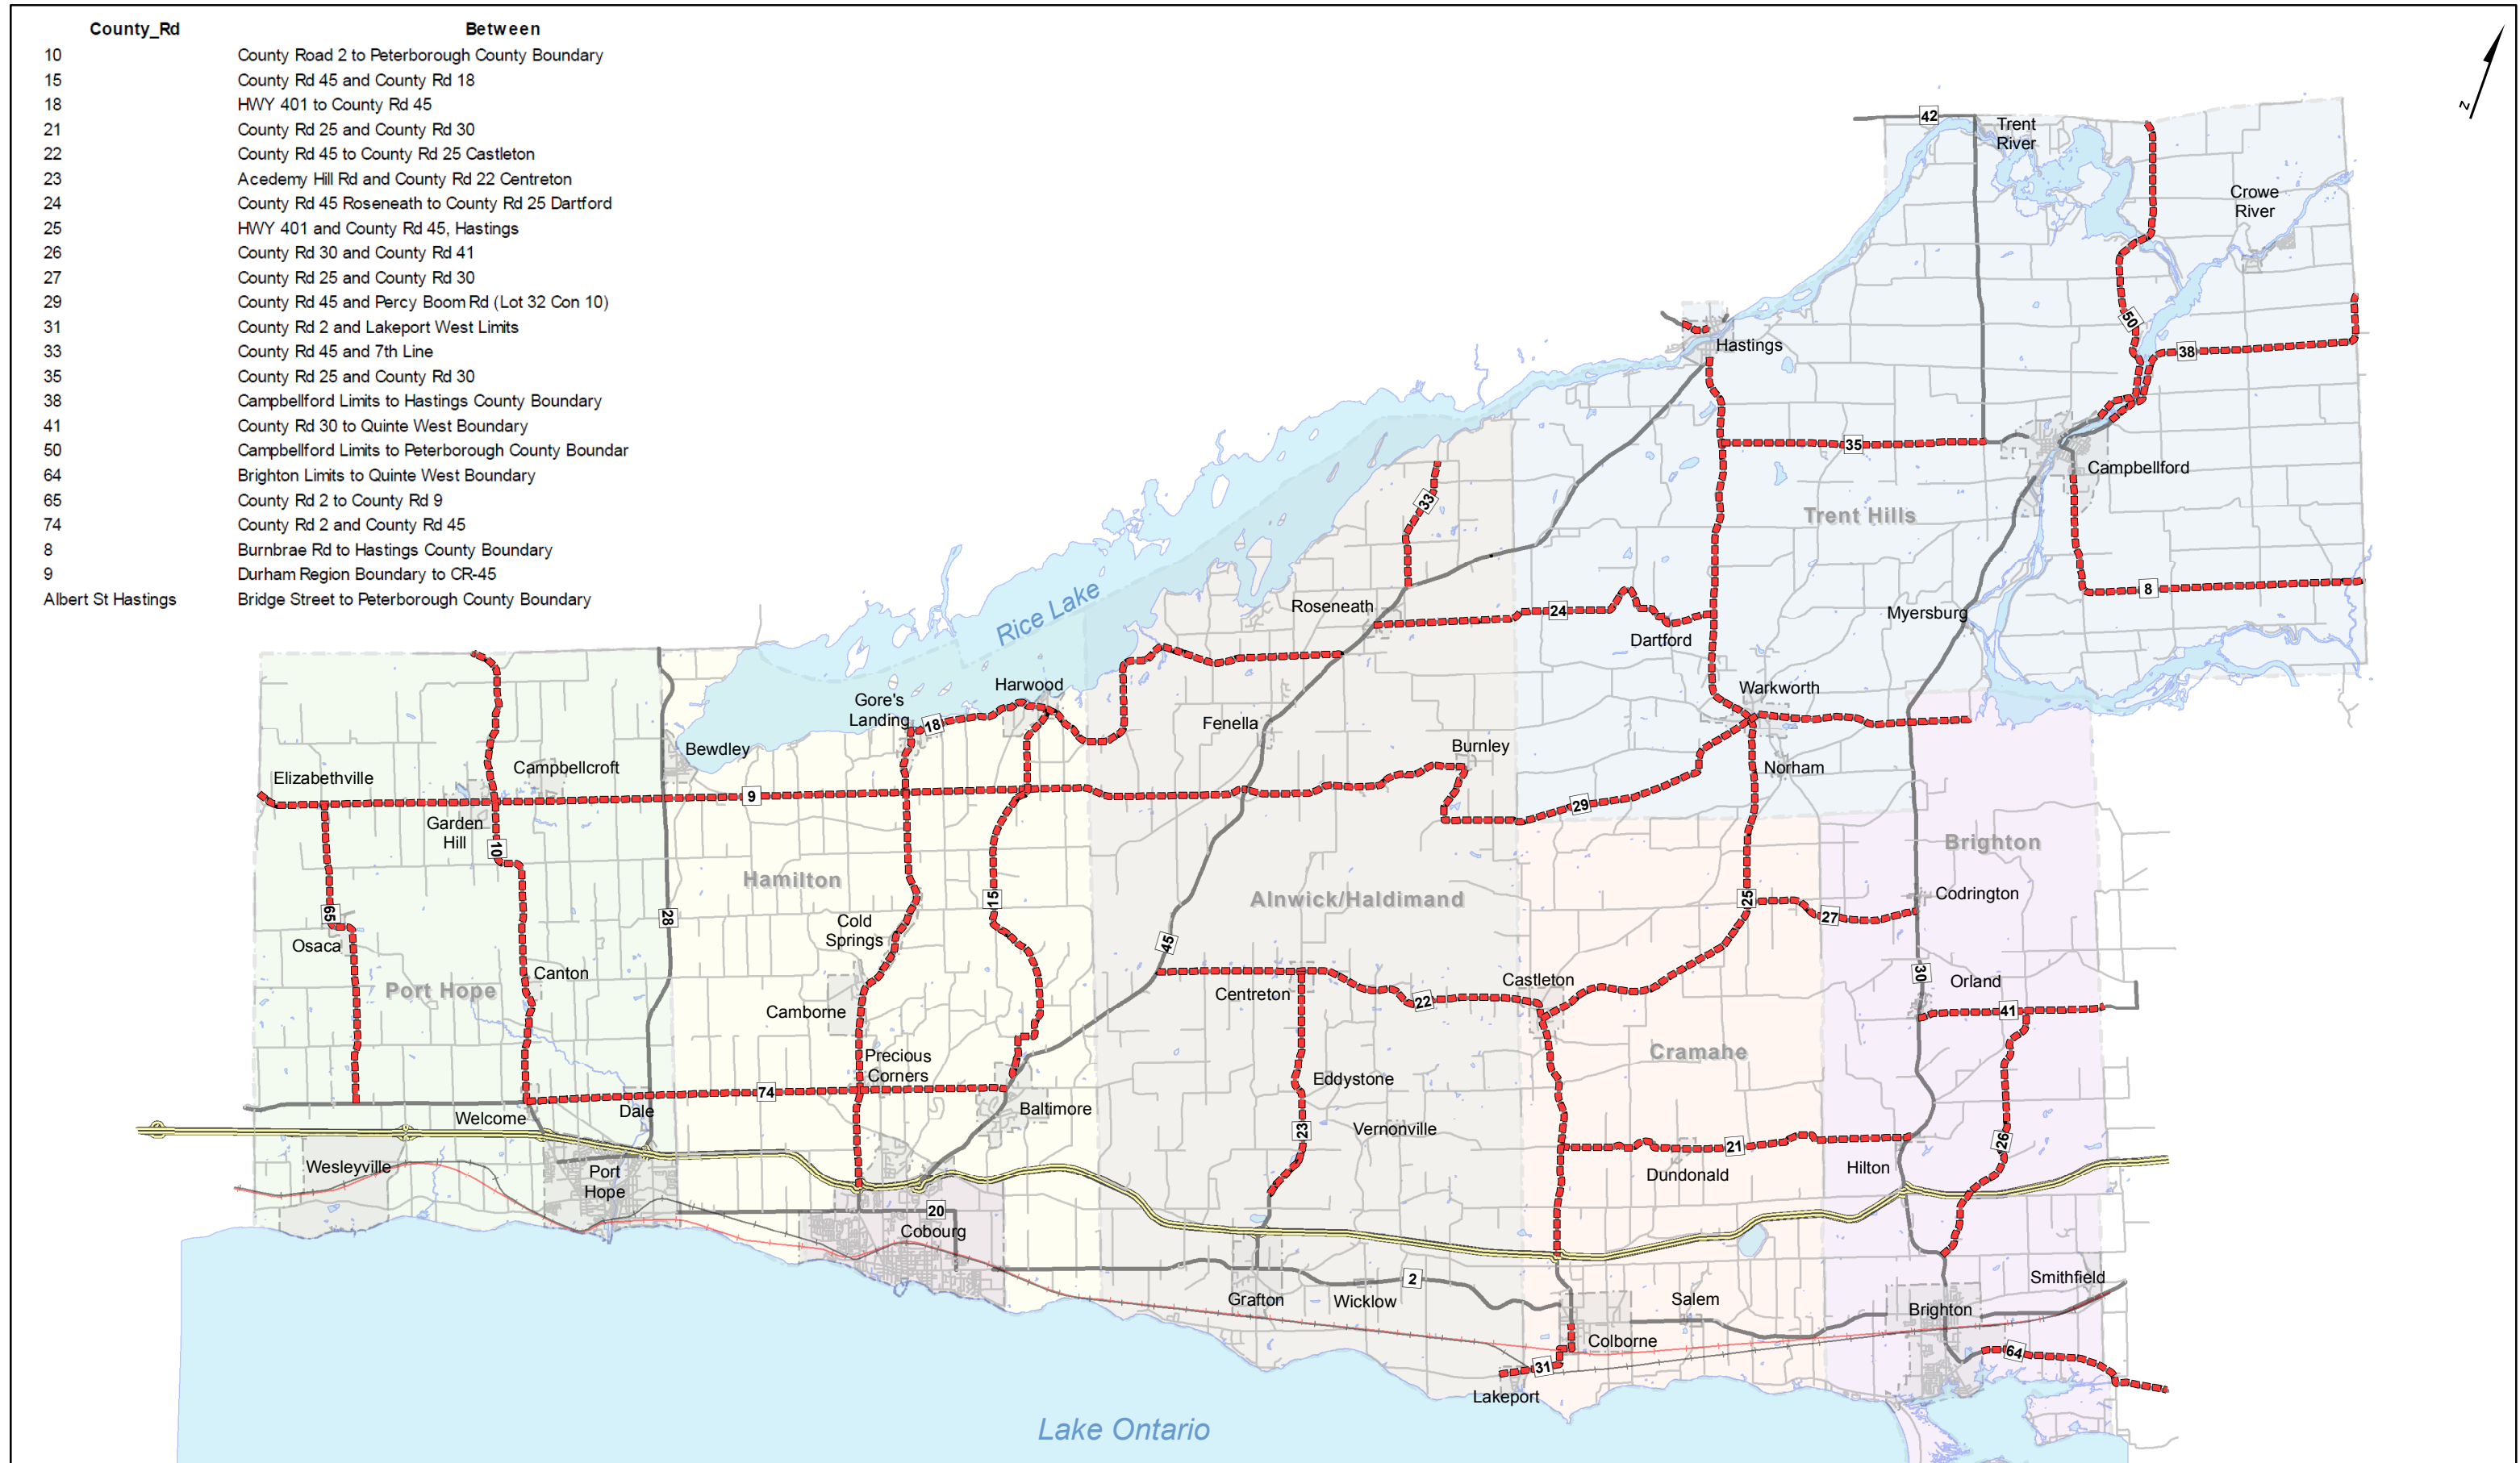 County_Rd Between
10 County Road 2 to Peterborough County Boundary
15 County Rd 45 and County Rd 18
18 HWY 401 to County Rd 45
21 County Rd 25 and County Rd 30
22 County Rd 45 to County Rd 25 Castleton
23 Acedemy Hill Rd and County Rd 22 Centreton
24 County Rd 45 Roseneath to County Rd 25 Dartford
25 HWY 401 and County Rd 45, Hastings
26 County Rd 30 and County Rd 41
27 County Rd 25 and County Rd 30
29 County Rd 45 and Percy Boom Rd (Lot 32 Con 10)
31 County Rd 2 and Lakeport West Limits
33 County Rd 45 and 7th Line
35 County Rd 25 and County Rd 30
38 Campbellford Limits to Hastings County Boundary
41 County Rd 30 to Quinte West Boundary
50 Campbellford Limits to Peterborough County Boundar
64 Brighton Limits to Quinte West Boundary
65 County Rd 2 to County Rd 9
74 County Rd 2 and County Rd 45
8 Burnbrae Rd to Hastings County Boundary
9 Durham Region Boundary to CR-45
Albert St Hastings Bridge Street to Peterborough County Boundary
N
42
Trent
River
Crowe
River
50
Hastings
38
35
Campbellford
33
Trent Hills
8
Rice Lake
Roseneath
24
Myersburg
Dartford
Harwood
Warkworth
Gore's
Landing
18
Fenella
Bewdley
Burnley
Norham
Campbellcroft
Elizabethville
9
29
Garden
Hill
10
Brighton
Hamilton
Alnwick/Haldimand
15
25
Codrington
65
28
27
Cold
Springs
Osaca
45
Canton
30
Castleton
Orland
Port Hope
Centreton
22
Camborne
41
Cramahe
Precious
Corners
Eddystone
74
Dale
Baltimore
Welcome
Vernonville
23
26
21
Wesleyville
Port
Hope
Dundonald
Hilton
20
Cobourg
2
Smithfield
Grafton
Wicklow
Salem
Brighton
Colborne
64
31
Lakeport
Lake Ontario